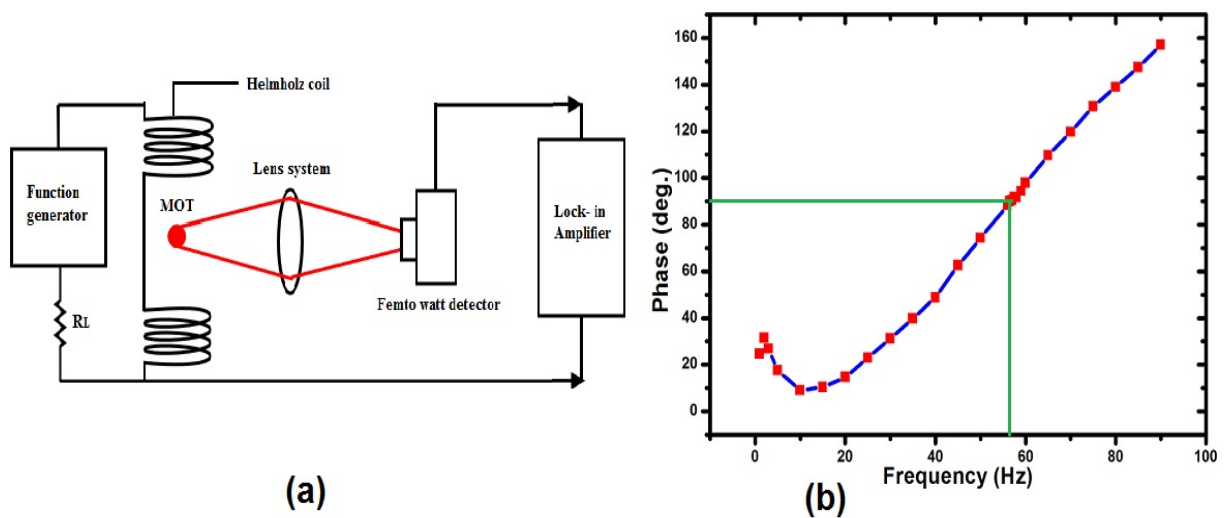 Helmholz coil
Function
generator
MOT
Lens system
Lock- in
Amplifier
Femto watt detector
RL
(a)
Phase (deg.)
160
140
120
100
80
60
40
20
0
0 20 40 60 80 100
Frequency (Hz)
(b)